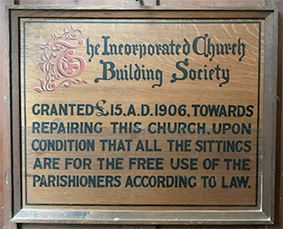 The Incorporated Church
Building Society
GRANTED £15, A.D. 1906, TOWARDS
REPAIRING THIS CHURCH, UPON
CONDITION THAT ALL THE SITTINGS
ARE FOR THE FREE USE OF THE
PARISHIONERS ACCORDING TO LAW.